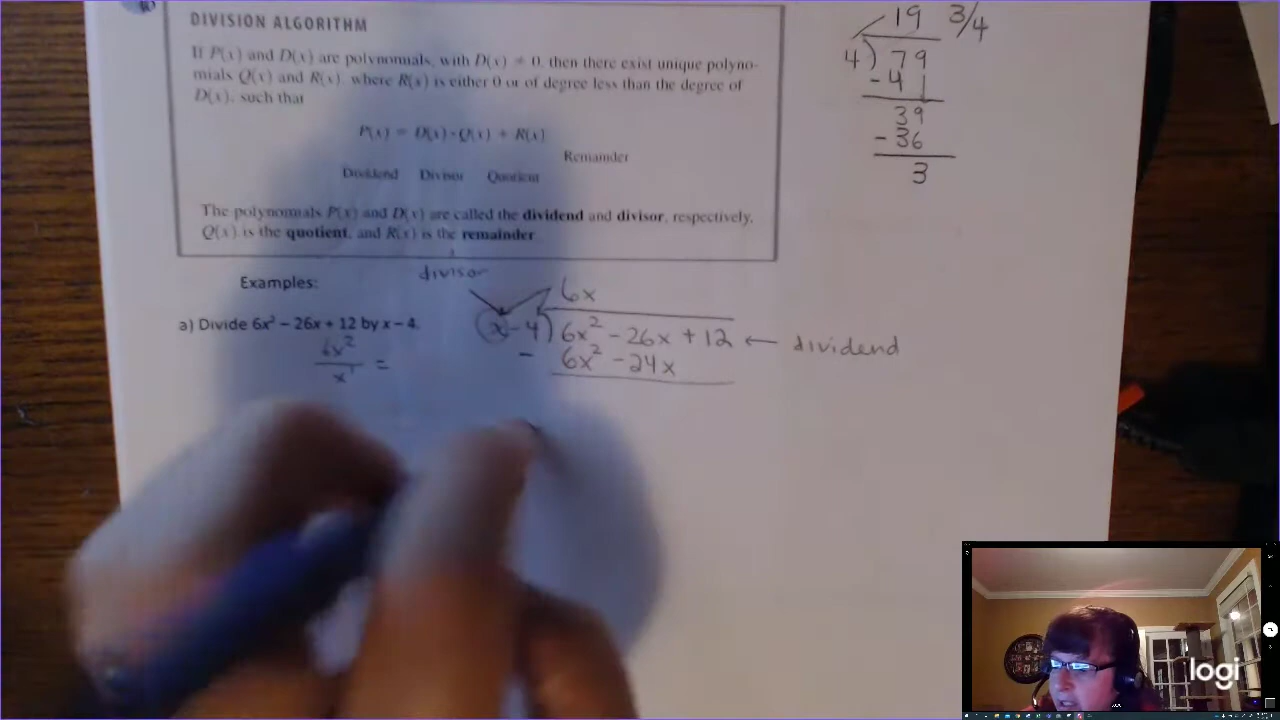 DIVISION ALGORITHM
If P(x) and D(x) are polynomials, with D(x) ≠ 0, then there exist unique polyno-
mials Q(x) and R(x), where R(x) is either 0 or of degree less than the degree of
D(x), such that
P(x) = D(x) · Q(x) + R(x)
Remainder
Dividend Divisor Quotient
The polynomials P(x) and D(x) are called the dividend and divisor, respectively,
Q(x) is the quotient, and R(x) is the remainder
19 3/4
4) 79
-4
39
-36
3
Examples:
divisor
6x
a) Divide 6x² – 26x + 12 by x – 4.
x - 4) 6x² - 26x + 12 ← dividend
- 6x² - 24x
6x²/x¹ =
logi